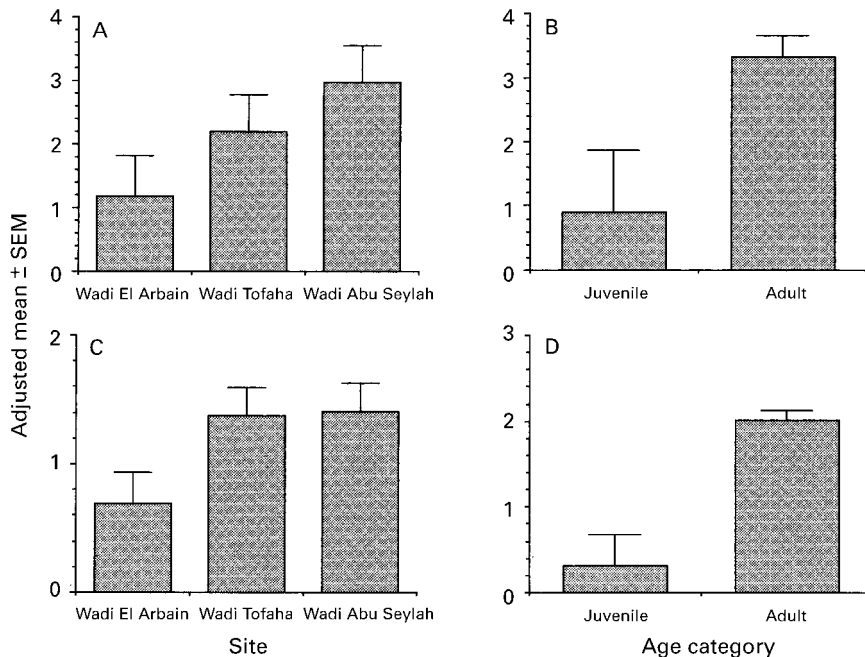 Adjusted mean ± SEM
A
4
3
2
1
0
Wadi El Arbain Wadi Tofaha Wadi Abu Seylah
B
4
3
2
1
0
Juvenile Adult
C
2
1
0
Wadi El Arbain Wadi Tofaha Wadi Abu Seylah
Site
D
3
2
1
0
Juvenile Adult
Age category